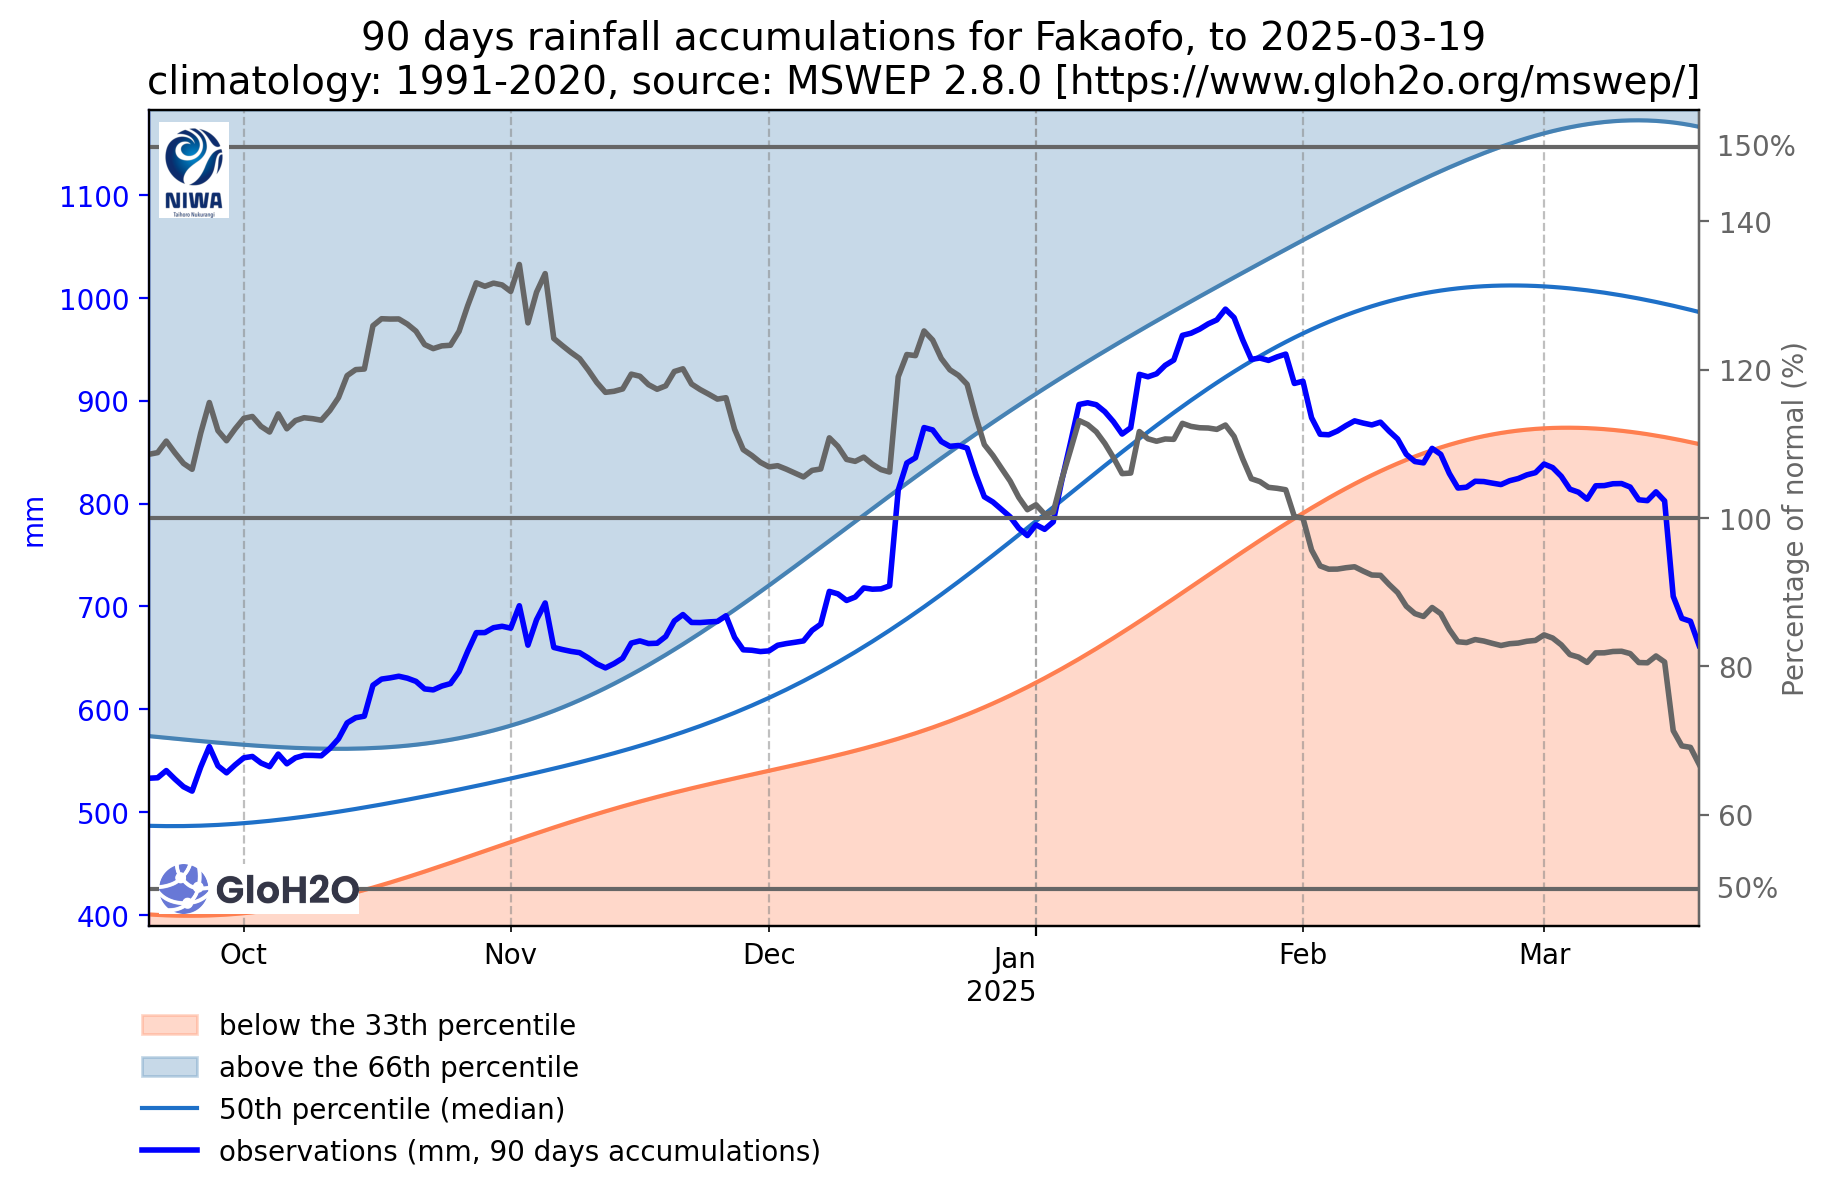 90 days rainfall accumulations for Fakaofo, to 2025-03-19
climatology: 1991-2020, source: MSWEP 2.8.0 [https://www.gloh2o.org/mswep/]
NIWA
Taihoro Nukurangi
1100
1000
900
800
700
600
500
400
mm
150%
140
120
100
80
60
50%
Percentage of normal (%)
GloH2O
Oct
Nov
Dec
Jan
2025
Feb
Mar
below the 33th percentile
above the 66th percentile
50th percentile (median)
observations (mm, 90 days accumulations)